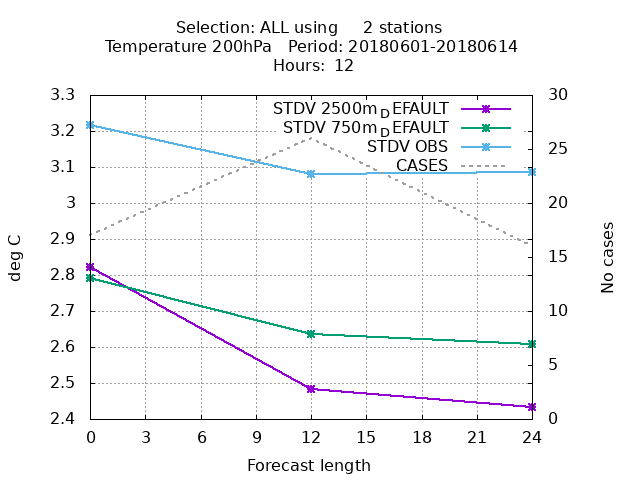 Selection: ALL using     2 stations
Temperature 200hPa   Period: 20180601-20180614
Hours:  12
3.3
3.2
3.1
3
2.9
2.8
2.7
2.6
2.5
2.4
30
25
20
15
10
5
0
STDV 2500m_DEFAULT
STDV 750m_DEFAULT
STDV OBS
CASES
deg C
No cases
0 3 6 9 12 15 18 21 24
Forecast length